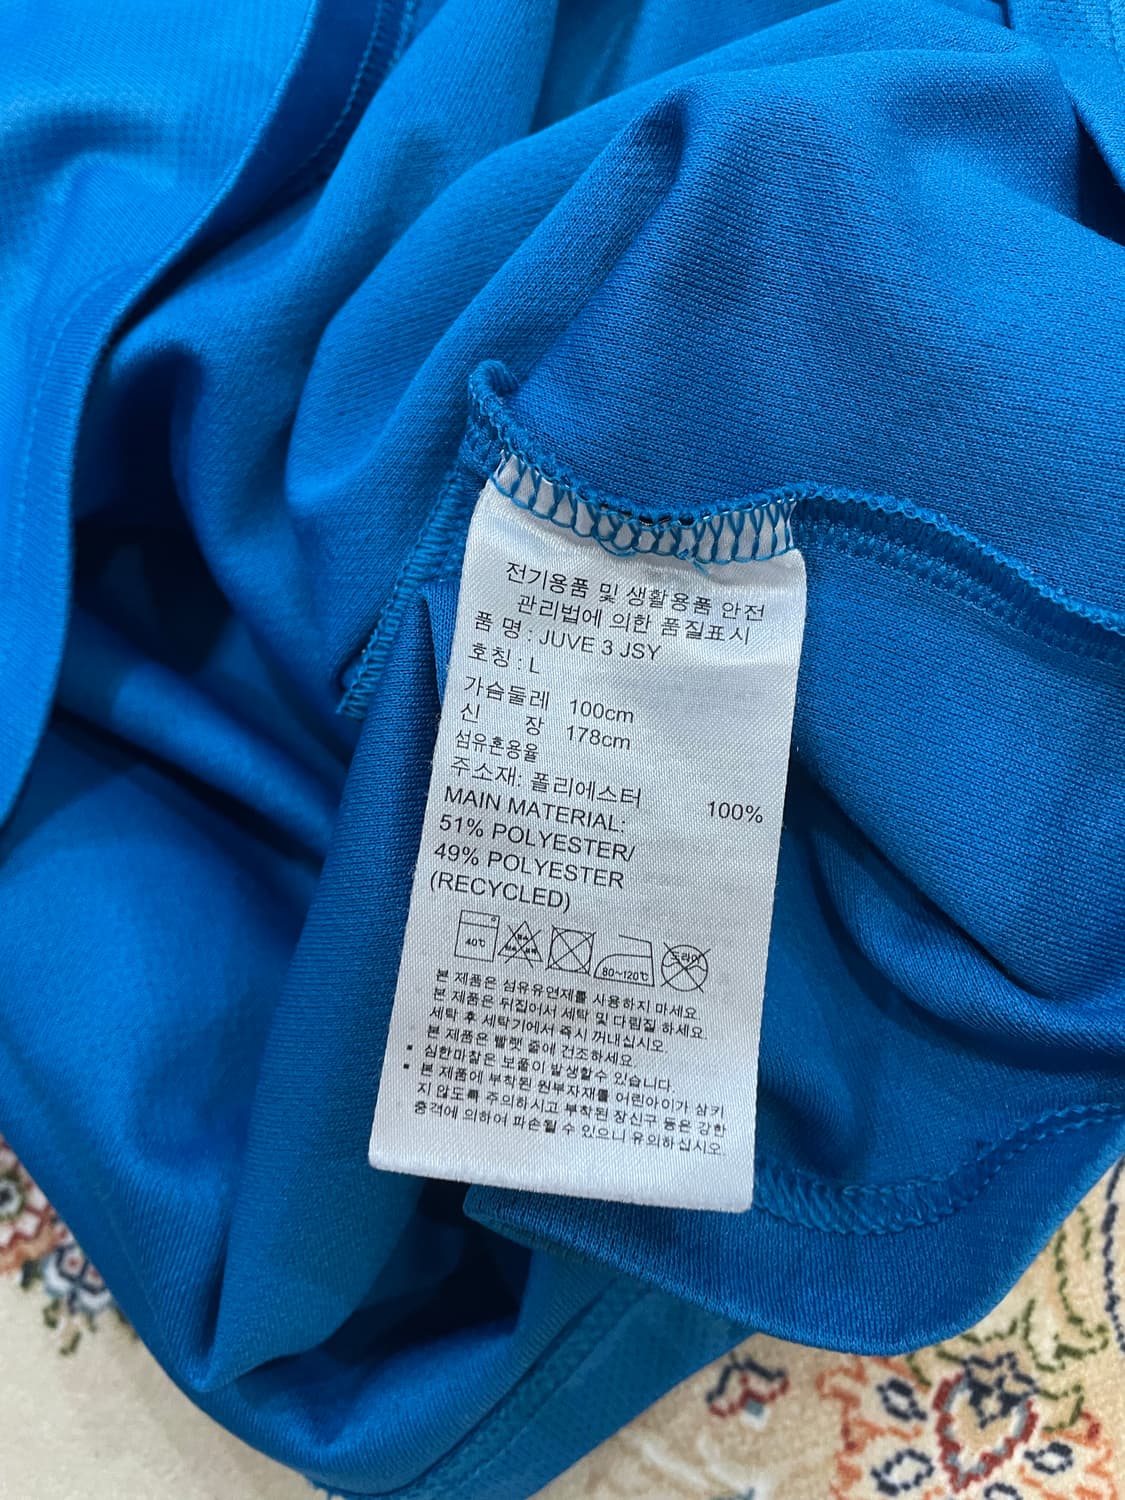 전기용품 및 생활용품 안전
관리법에 의한 품질표시
품 명 : JUVE 3 JSY
호칭 : L
가슴둘레 100cm
신 장 178cm
섬유혼용율
주소재: 폴리에스터 100%
MAIN MATERIAL:
51% POLYESTER/
49% POLYESTER
(RECYCLED)
40℃ 80~120℃ 드라이
본 제품은 섬유유연제를 사용하지 마세요
본 제품은 뒤집어서 세탁 및 다림질 하세요.
세탁 후 세탁기에서 즉시 꺼내십시오.
본 제품은 빨랫 줄에 건조하세요.
▪ 심한마찰은 보풀이 발생할수 있습니다.
▪ 본 제품에 부착된 원부자재를 어린아이가 삼키
지 않도록 주의하시고 부착된 장신구 등은 강한
충격에 의하여 파손될 수 있으니 유의하십시오.